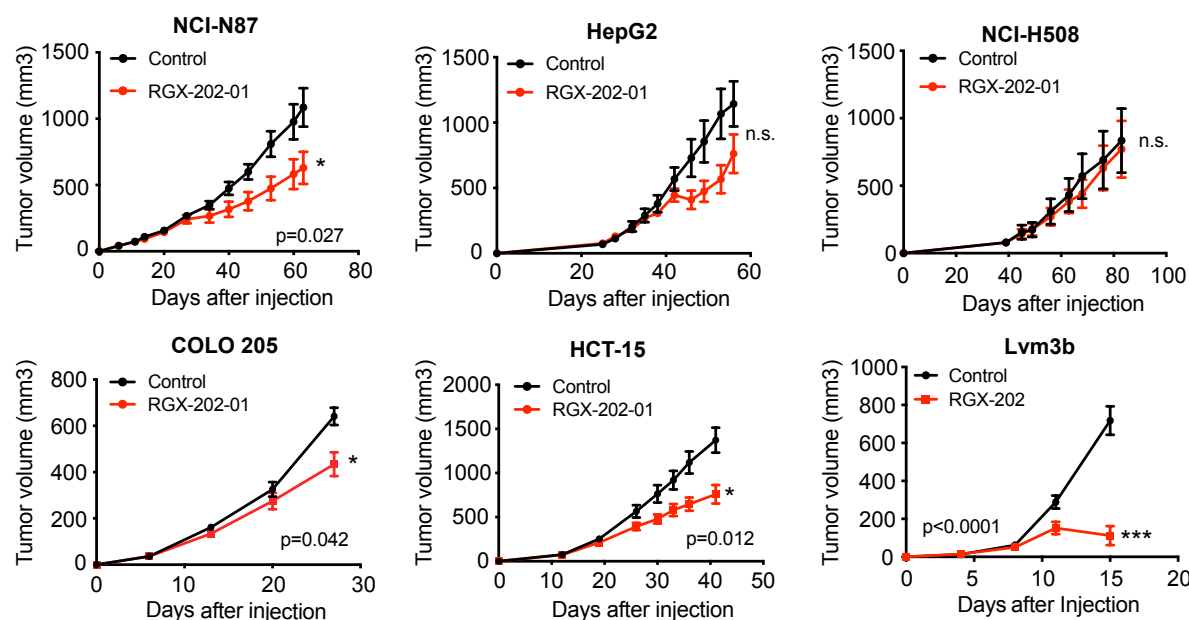 NCI-N87
Tumor volume (mm3)
1500
1000
500
0
Control
RGX-202-01
*
p=0.027
0 20 40 60 80
Days after injection
HepG2
Tumor volume (mm3)
1500
1000
500
0
Control
RGX-202-01
n.s.
0 20 40 60
Days after injection
NCI-H508
Tumor volume (mm3)
1500
1000
500
0
Control
RGX-202-01
n.s.
0 20 40 60 80 100
Days after injection
COLO 205
Tumor volume (mm3)
800
600
400
200
0
Control
RGX-202-01
*
p=0.042
0 10 20 30
Days after injection
HCT-15
Tumor volume (mm3)
2000
1500
1000
500
0
Control
RGX-202-01
*
p=0.012
0 10 20 30 40 50
Days after injection
Lvm3b
Tumor volume (mm3)
1000
800
600
400
200
0
Control
RGX-202
p<0.0001
***
0 5 10 15 20
Days after Injection